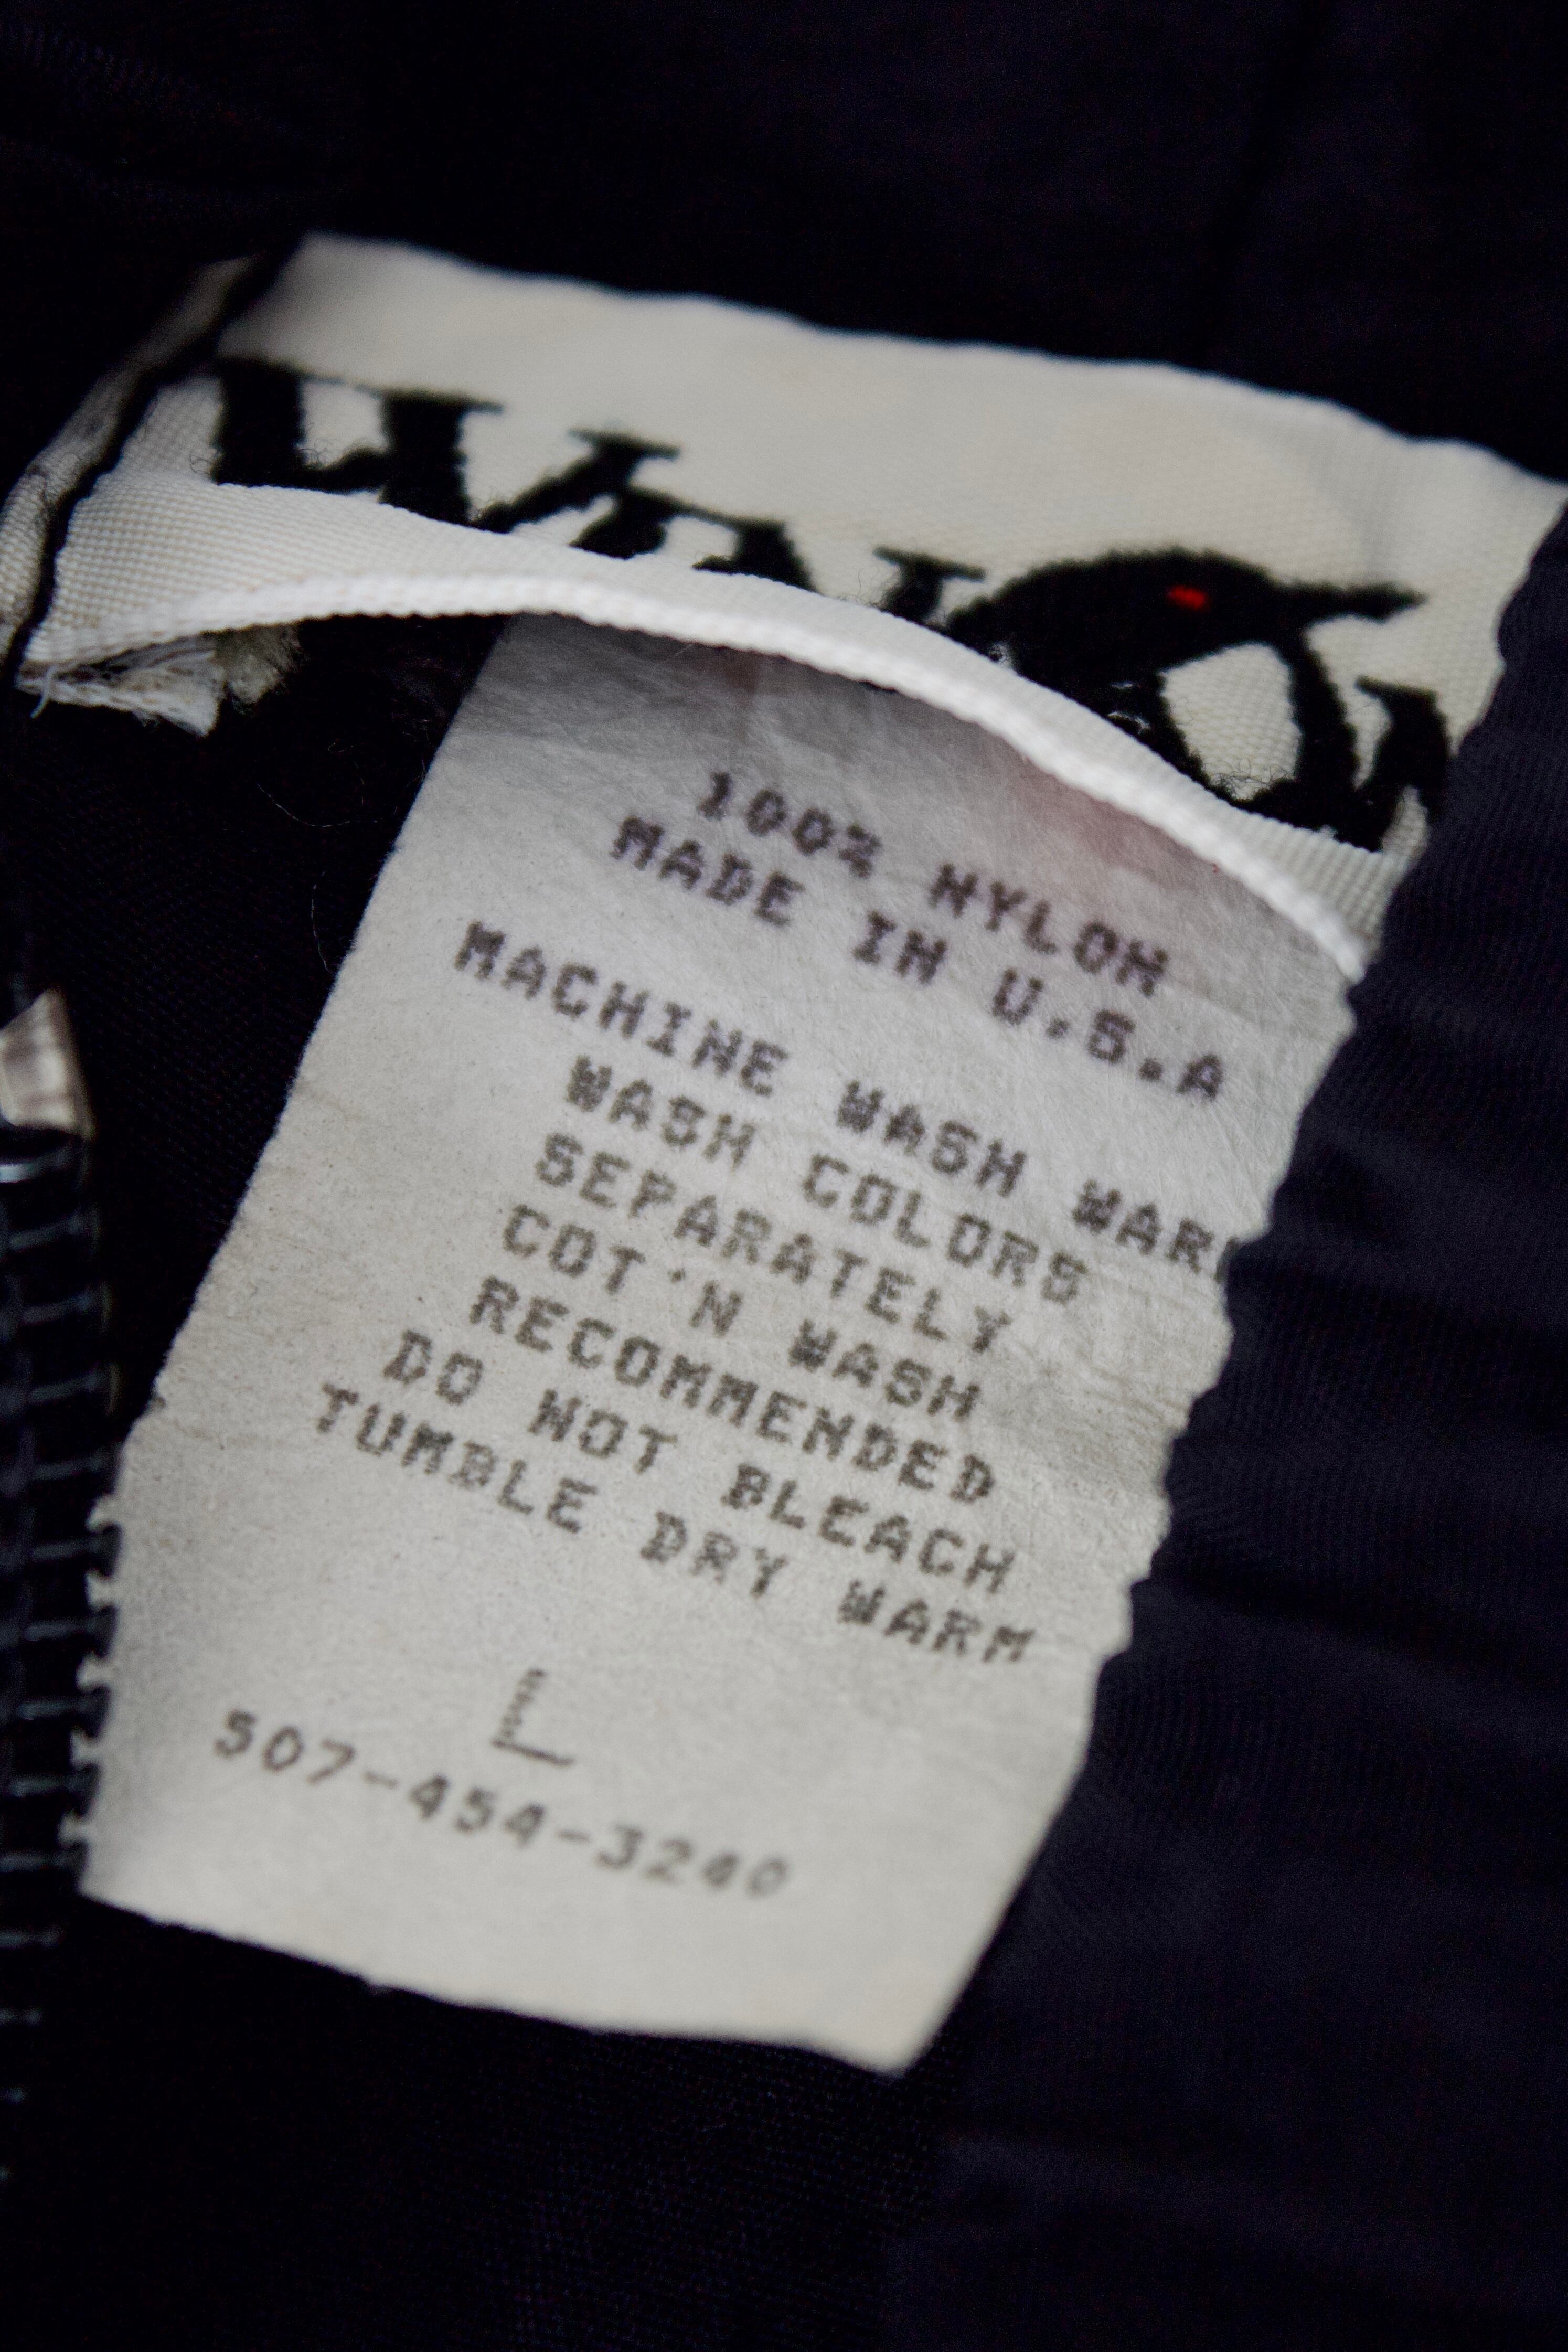 100% NYLON
MADE IN U.S.A
MACHINE WASH WARM
WASH COLORS
SEPARATELY
COT'N WASH
RECOMMENDED
DO NOT BLEACH
TUMBLE DRY WARM
L
507-454-3240